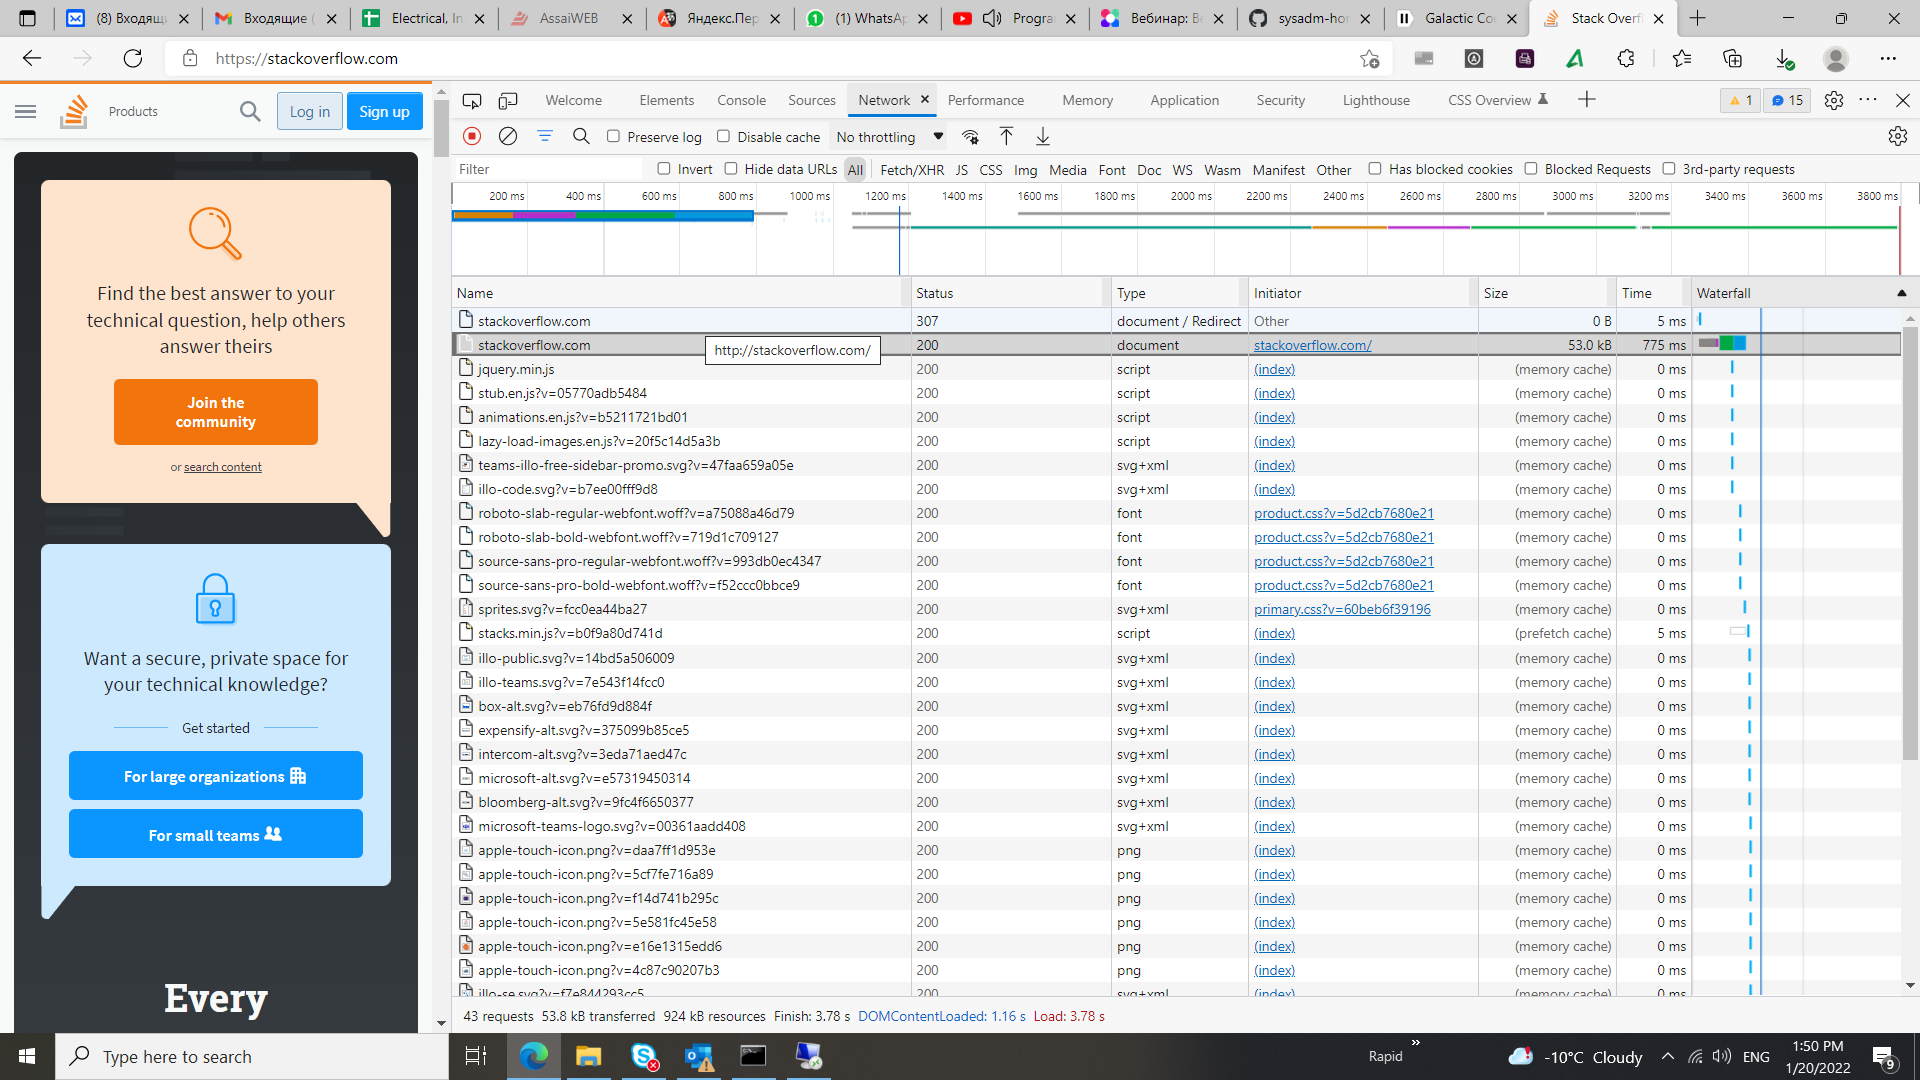 (8) Входящи
Входящие (
Electrical, In
AssaiWEB
Яндекс.Пер
(1) WhatsAp
Progra
Вебинар: Ве
sysadm-hor
Galactic Co
Stack Overfl
https://stackoverflow.com
Products
Log in
Sign up
Find the best answer to your
technical question, help others
answer theirs
Join the
community
or search content
Want a secure, private space for
your technical knowledge?
Get started
For large organizations
For small teams
Every
Welcome Elements Console Sources Network Performance Memory Application Security Lighthouse CSS Overview 1 15
Preserve log Disable cache No throttling
Filter Invert Hide data URLs All Fetch/XHR JS CSS Img Media Font Doc WS Wasm Manifest Other Has blocked cookies Blocked Requests 3rd-party requests
200 ms 400 ms 600 ms 800 ms 1000 ms 1200 ms 1400 ms 1600 ms 1800 ms 2000 ms 2200 ms 2400 ms 2600 ms 2800 ms 3000 ms 3200 ms 3400 ms 3600 ms 3800 ms
Name Status Type Initiator Size Time Waterfall
stackoverflow.com 307 document / Redirect Other 0 B 5 ms
stackoverflow.com 200 document stackoverflow.com/ 53.0 kB 775 ms
http://stackoverflow.com/
jquery.min.js 200 script (index) (memory cache) 0 ms
stub.en.js?v=05770adb5484 200 script (index) (memory cache) 0 ms
animations.en.js?v=b5211721bd01 200 script (index) (memory cache) 0 ms
lazy-load-images.en.js?v=20f5c14d5a3b 200 script (index) (memory cache) 0 ms
teams-illo-free-sidebar-promo.svg?v=47faa659a05e 200 svg+xml (index) (memory cache) 0 ms
illo-code.svg?v=b7ee00fff9d8 200 svg+xml (index) (memory cache) 0 ms
roboto-slab-regular-webfont.woff?v=a75088a46d79 200 font product.css?v=5d2cb7680e21 (memory cache) 0 ms
roboto-slab-bold-webfont.woff?v=719d1c709127 200 font product.css?v=5d2cb7680e21 (memory cache) 0 ms
source-sans-pro-regular-webfont.woff?v=993db0ec4347 200 font product.css?v=5d2cb7680e21 (memory cache) 0 ms
source-sans-pro-bold-webfont.woff?v=f52ccc0bbce9 200 font product.css?v=5d2cb7680e21 (memory cache) 0 ms
sprites.svg?v=fcc0ea44ba27 200 svg+xml primary.css?v=60beb6f39196 (memory cache) 0 ms
stacks.min.js?v=b0f9a80d741d 200 script (index) (prefetch cache) 5 ms
illo-public.svg?v=14bd5a506009 200 svg+xml (index) (memory cache) 0 ms
illo-teams.svg?v=7e543f14fcc0 200 svg+xml (index) (memory cache) 0 ms
box-alt.svg?v=eb76fd9d884f 200 svg+xml (index) (memory cache) 0 ms
expensify-alt.svg?v=375099b85ce5 200 svg+xml (index) (memory cache) 0 ms
intercom-alt.svg?v=3eda71aed47c 200 svg+xml (index) (memory cache) 0 ms
microsoft-alt.svg?v=e57319450314 200 svg+xml (index) (memory cache) 0 ms
bloomberg-alt.svg?v=9fc4f6650377 200 svg+xml (index) (memory cache) 0 ms
microsoft-teams-logo.svg?v=00361aadd408 200 svg+xml (index) (memory cache) 0 ms
apple-touch-icon.png?v=daa7ff1d953e 200 png (index) (memory cache) 0 ms
apple-touch-icon.png?v=5cf7fe716a89 200 png (index) (memory cache) 0 ms
apple-touch-icon.png?v=f14d741b295c 200 png (index) (memory cache) 0 ms
apple-touch-icon.png?v=5e581fc45e58 200 png (index) (memory cache) 0 ms
apple-touch-icon.png?v=e16e1315edd6 200 png (index) (memory cache) 0 ms
apple-touch-icon.png?v=4c87c90207b3 200 png (index) (memory cache) 0 ms
illo-se.svg?v=f7e844293cc5 200 svg+xml (index) (memory cache) 0 ms
43 requests 53.8 kB transferred 924 kB resources Finish: 3.78 s DOMContentLoaded: 1.16 s Load: 3.78 s
Type here to search
Rapid
-10°C Cloudy
ENG
1:50 PM
1/20/2022
9